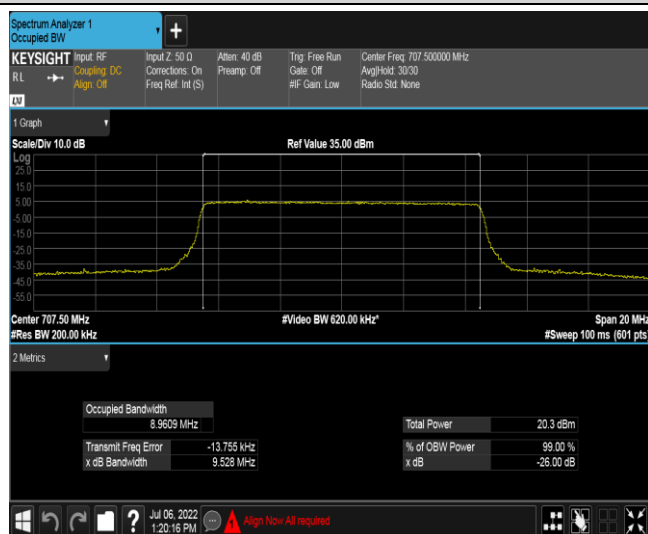 Spectrum Analyzer 1
Occupied BW
+
KEYSIGHT Input: RF Input Z: 50 Ω Atten: 40 dB Trig: Free Run Center Freq: 707.500000 MHz
RL Coupling: DC Corrections: On Preamp: Off Gate: Off Avg|Hold: 30/30
Align: Off Freq Ref: Int (S) #IF Gain: Low Radio Std: None
LXI
1 Graph
Scale/Div 10.0 dB Ref Value 35.00 dBm
Log
25.0
15.0
5.00
-5.00
-15.0
-25.0
-35.0
-45.0
-55.0
Center 707.50 MHz #Video BW 620.00 kHz* Span 20 MHz
#Res BW 200.00 kHz #Sweep 100 ms (601 pts)
2 Metrics
Occupied Bandwidth
8.9609 MHz Total Power 20.3 dBm
Transmit Freq Error -13.755 kHz % of OBW Power 99.00 %
x dB Bandwidth 9.528 MHz x dB -26.00 dB
? Jul 06, 2022
1:20:16 PM Align Now All required